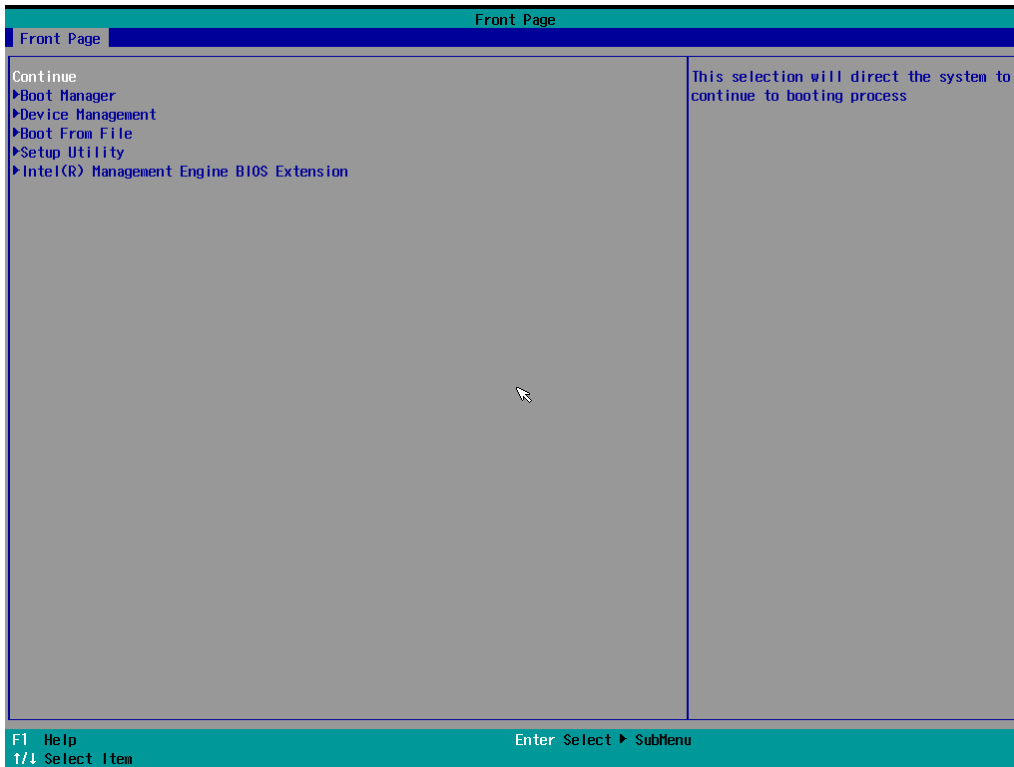 Front Page
Front Page
Continue
▶Boot Manager
▶Device Management
▶Boot From File
▶Setup Utility
▶Intel(R) Management Engine BIOS Extension
This selection will direct the system to
continue to booting process
F1 Help
Enter Select ▶ SubMenu
↑/↓ Select Item